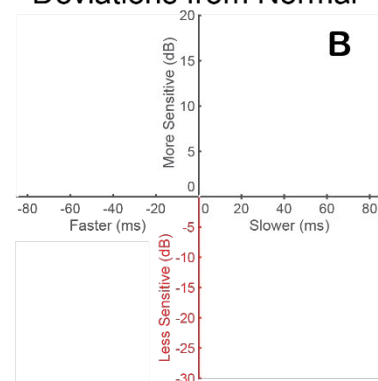 Deviations from Normal
B
More Sensitive (dB)
20
15
10
5
0
-80 -60 -40 -20 0 20 40 60 80
Faster (ms) Slower (ms)
Less Sensitive (dB)
-5
-10
-15
-20
-25
-30